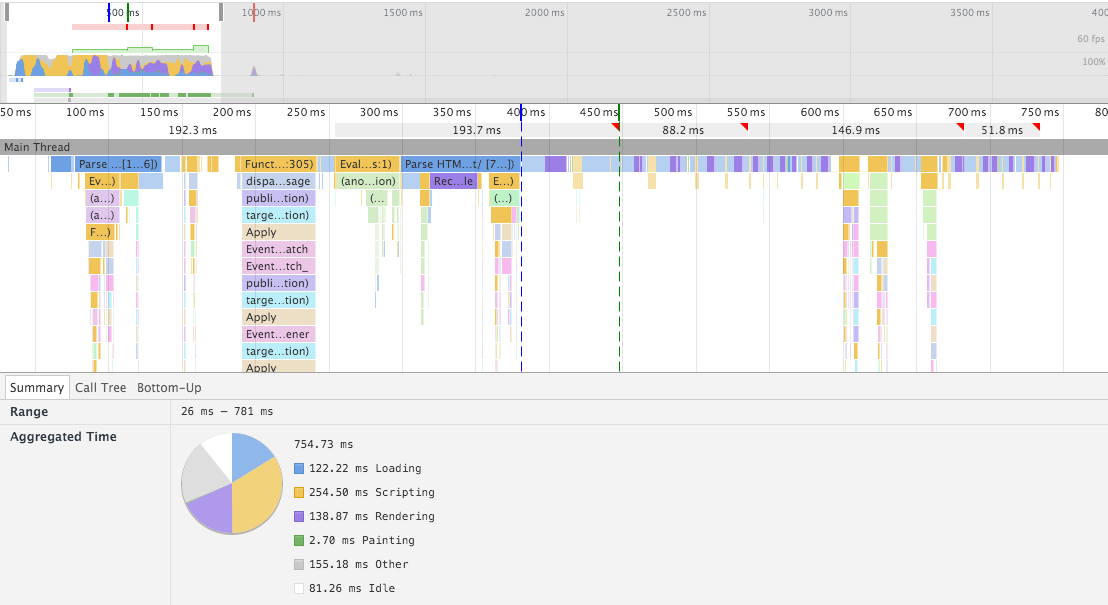 500 ms 1000 ms 1500 ms 2000 ms 2500 ms 3000 ms 3500 ms 400
60 fps
100%
50 ms 100 ms 150 ms 200 ms 250 ms 300 ms 350 ms 400 ms 450 ms 500 ms 550 ms 600 ms 650 ms 700 ms 750 ms
192.3 ms 193.7 ms 88.2 ms 146.9 ms 51.8 ms
Main Thread
Parse ...[1...6]) Funct...:305) Eval...s:1) Parse HTM...t/ [7...])
Ev...) dispa...sage (ano...ion) Rec...le E...)
(a...) publi...tion) (... (...)
(a...) targe...tion)
F...) Apply
Event...atch
Event...tch_
publi...tion)
targe...tion)
Apply
Event...ener
targe...tion)
Apply
Summary Call Tree Bottom-Up
Range 26 ms – 781 ms
Aggregated Time
754.73 ms
122.22 ms Loading
254.50 ms Scripting
138.87 ms Rendering
2.70 ms Painting
155.18 ms Other
81.26 ms Idle